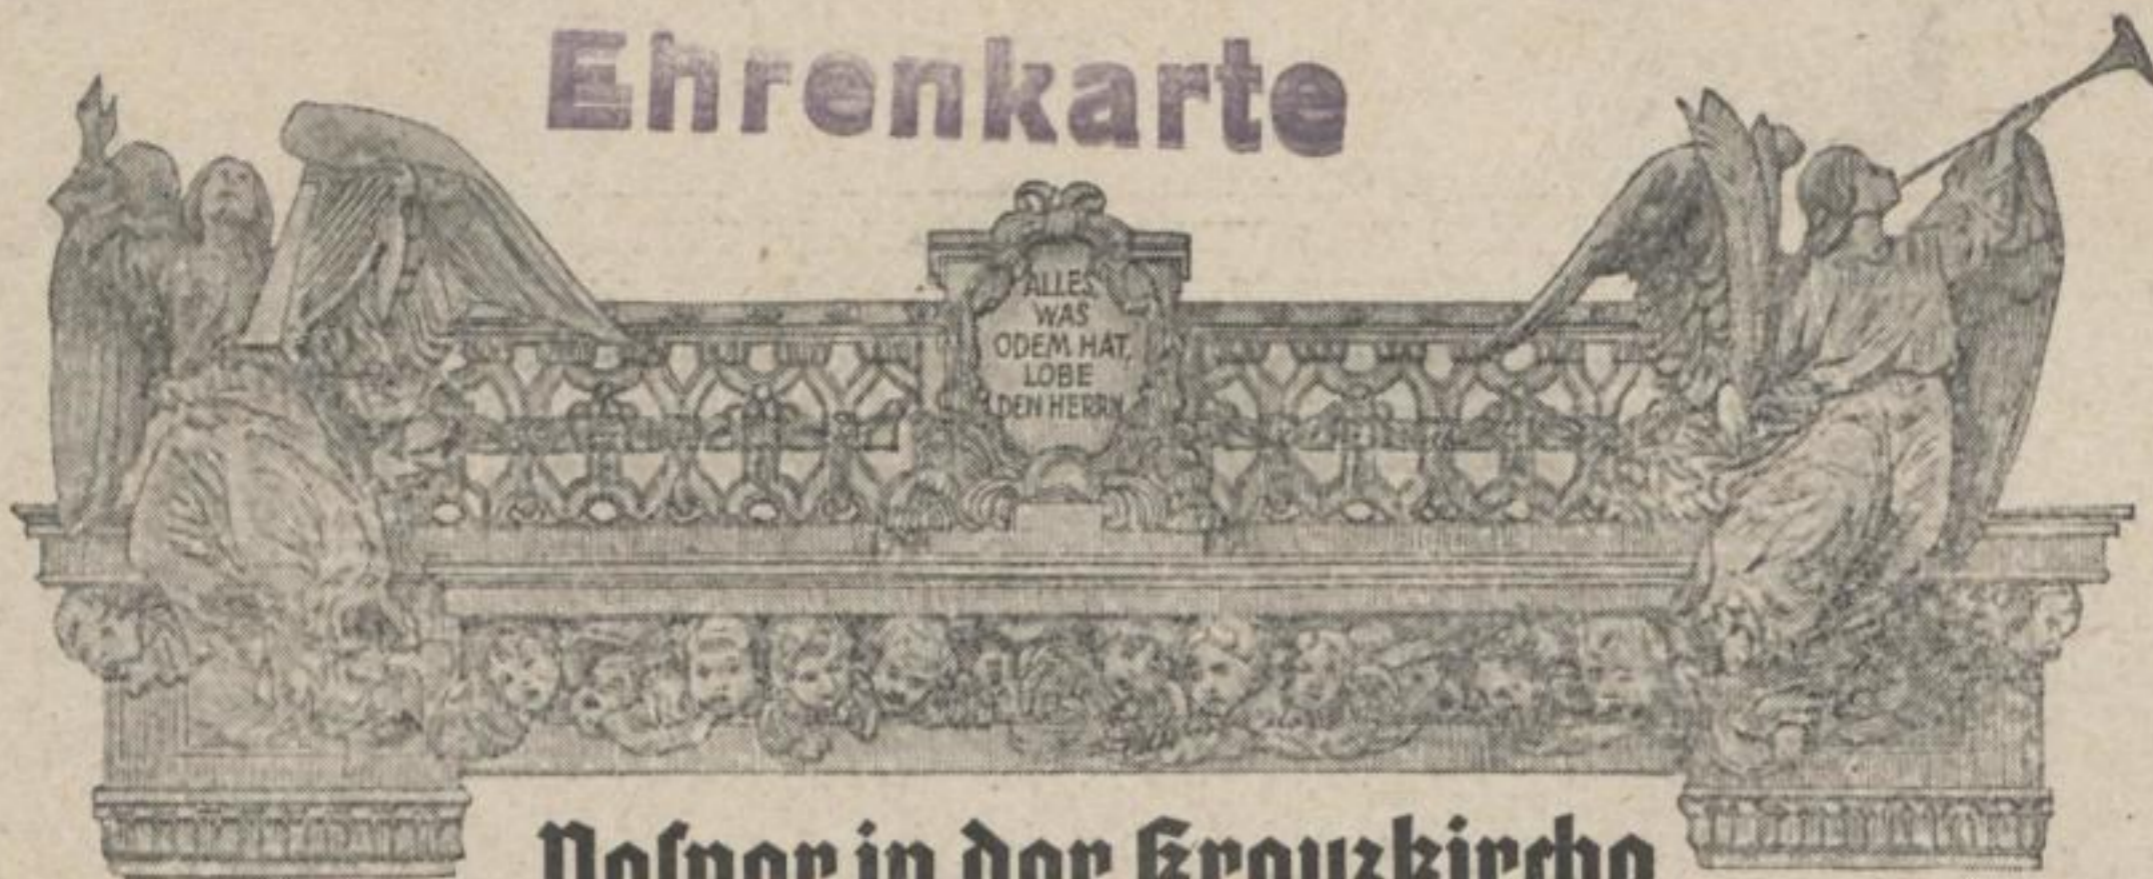 Ehrenkarte
ALLES,
WAS
ODEM HAT,
LOBE
DEN HERRN
Vesper in der Kreuzkirche